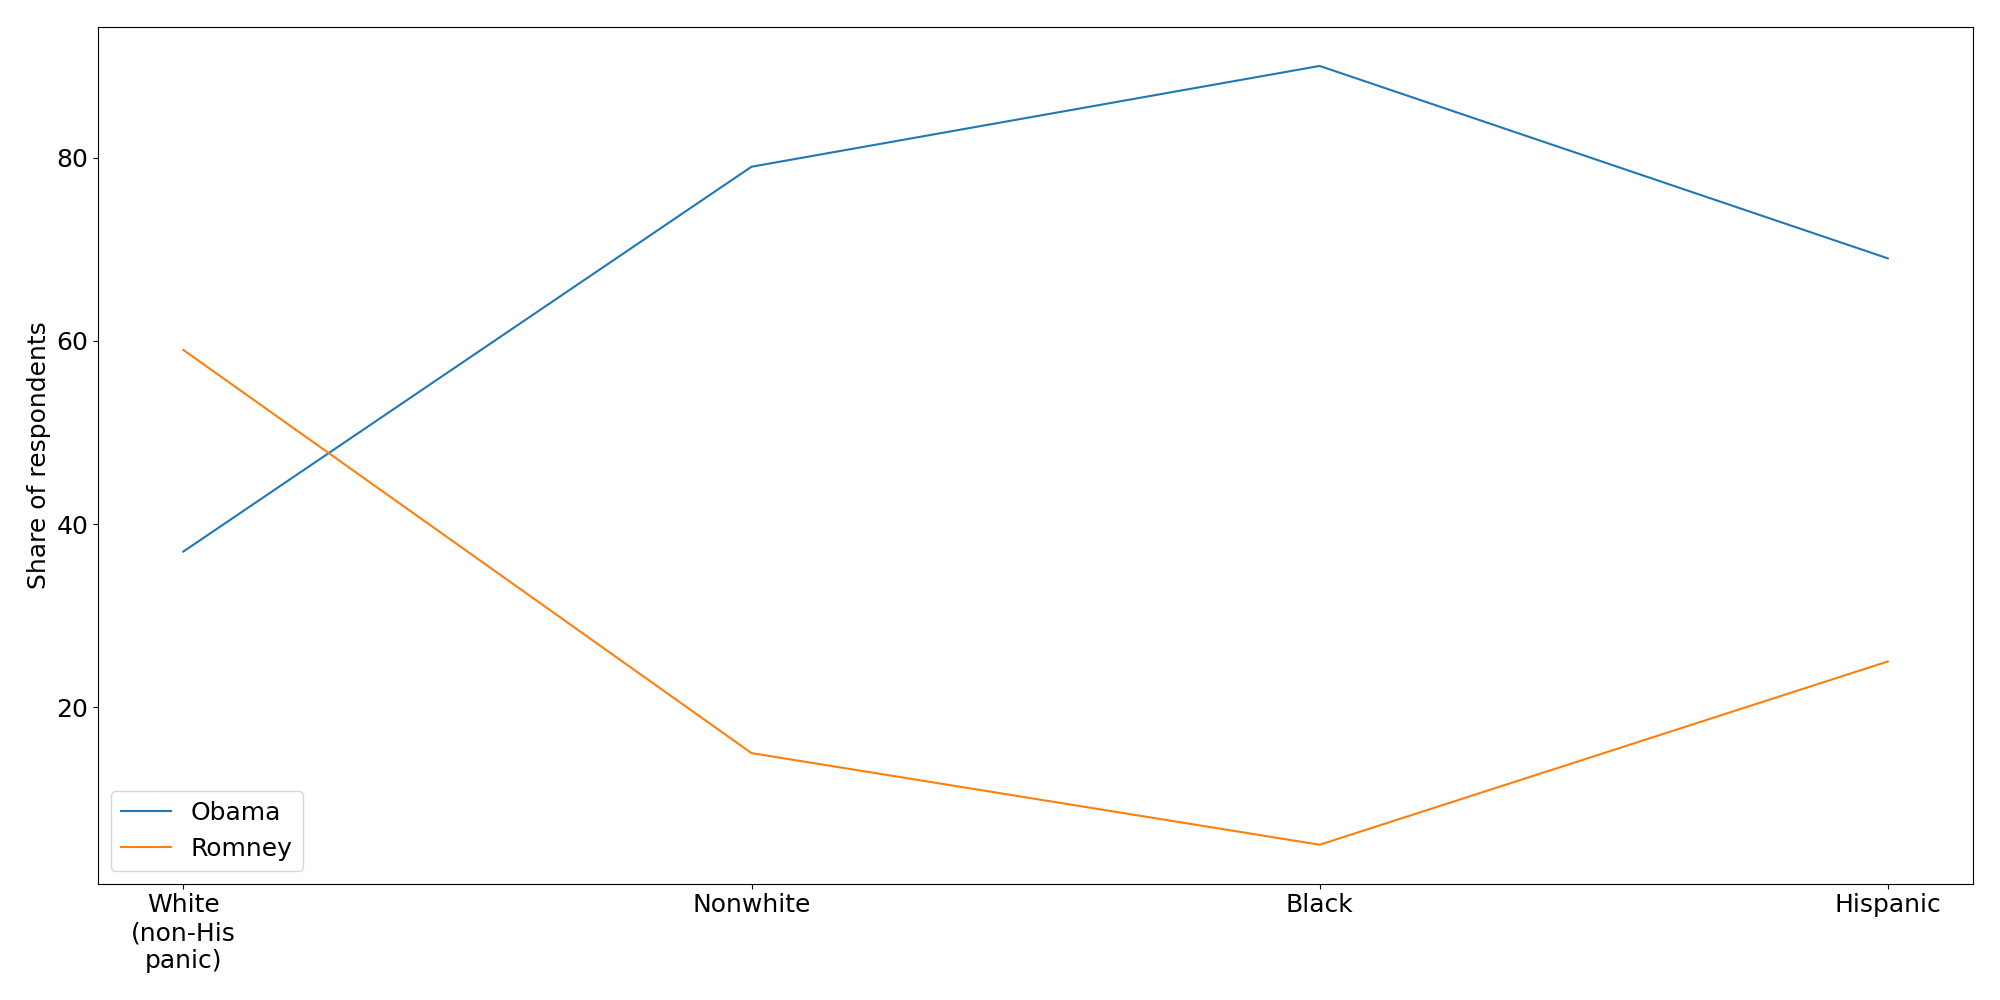 Share of respondents
80
60
40
20
Obama
Romney
White
(non-His
panic)
Nonwhite
Black
Hispanic